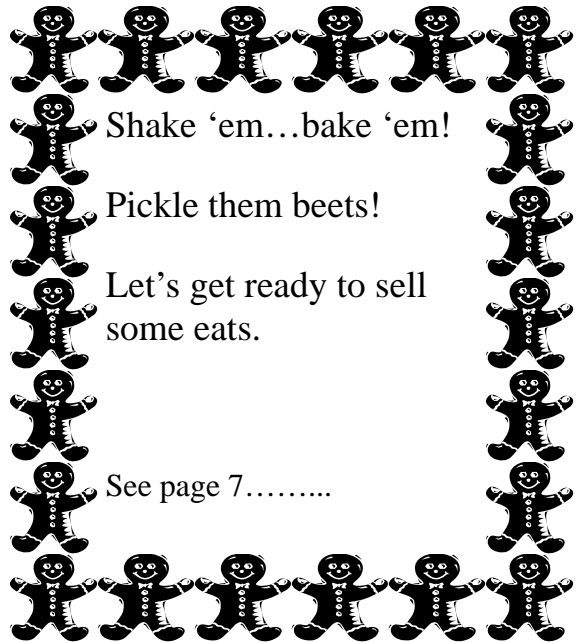 Shake ‘em…bake ‘em!
Pickle them beets!
Let’s get ready to sell
some eats.
See page 7……...